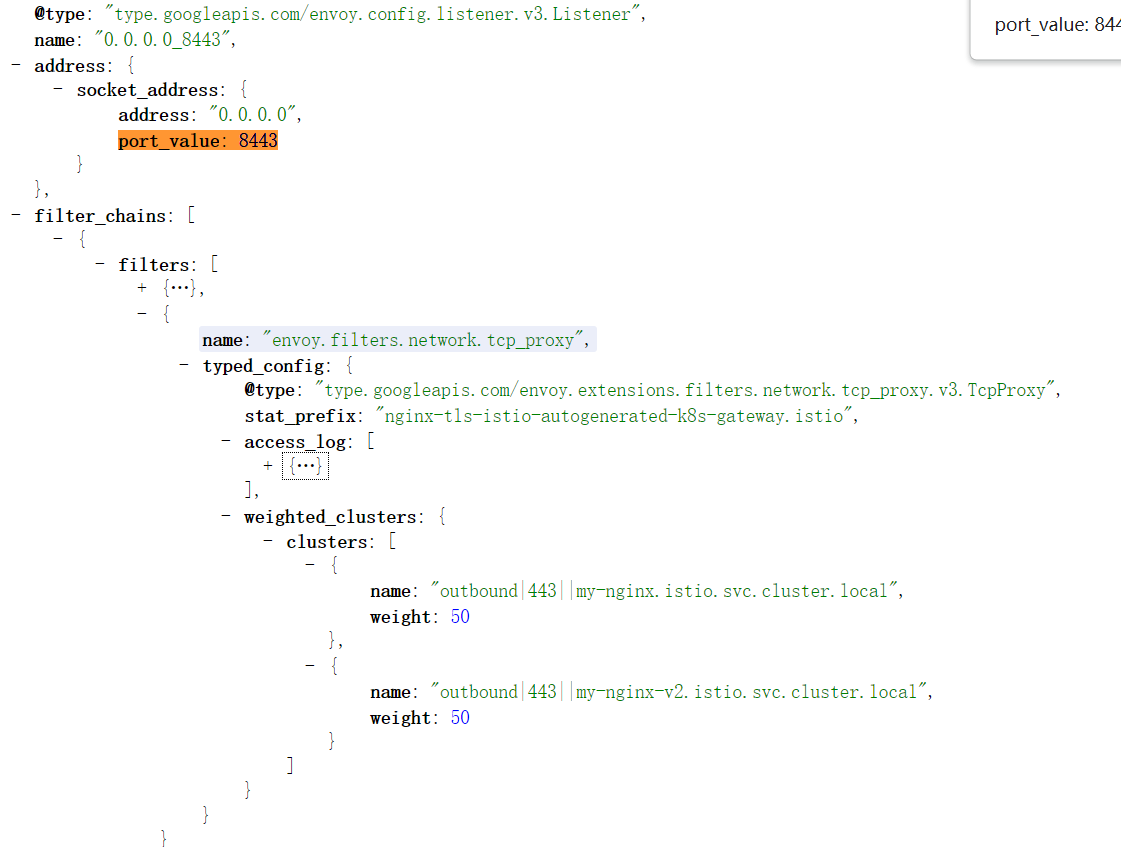 @type: "type.googleapis.com/envoy.config.listener.v3.Listener",
name: "0.0.0.0_8443",
- address: {
- socket_address: {
address: "0.0.0.0",
port_value: 8443
}
},
- filter_chains: [
- {
- filters: [
+ {…},
- {
name: "envoy.filters.network.tcp_proxy",
- typed_config: {
@type: "type.googleapis.com/envoy.extensions.filters.network.tcp_proxy.v3.TcpProxy",
stat_prefix: "nginx-tls-istio-autogenerated-k8s-gateway.istio",
- access_log: [
+ {…}
],
- weighted_clusters: {
- clusters: [
- {
name: "outbound|443||my-nginx.istio.svc.cluster.local",
weight: 50
},
- {
name: "outbound|443||my-nginx-v2.istio.svc.cluster.local",
weight: 50
}
]
}
}
}
port_value: 844